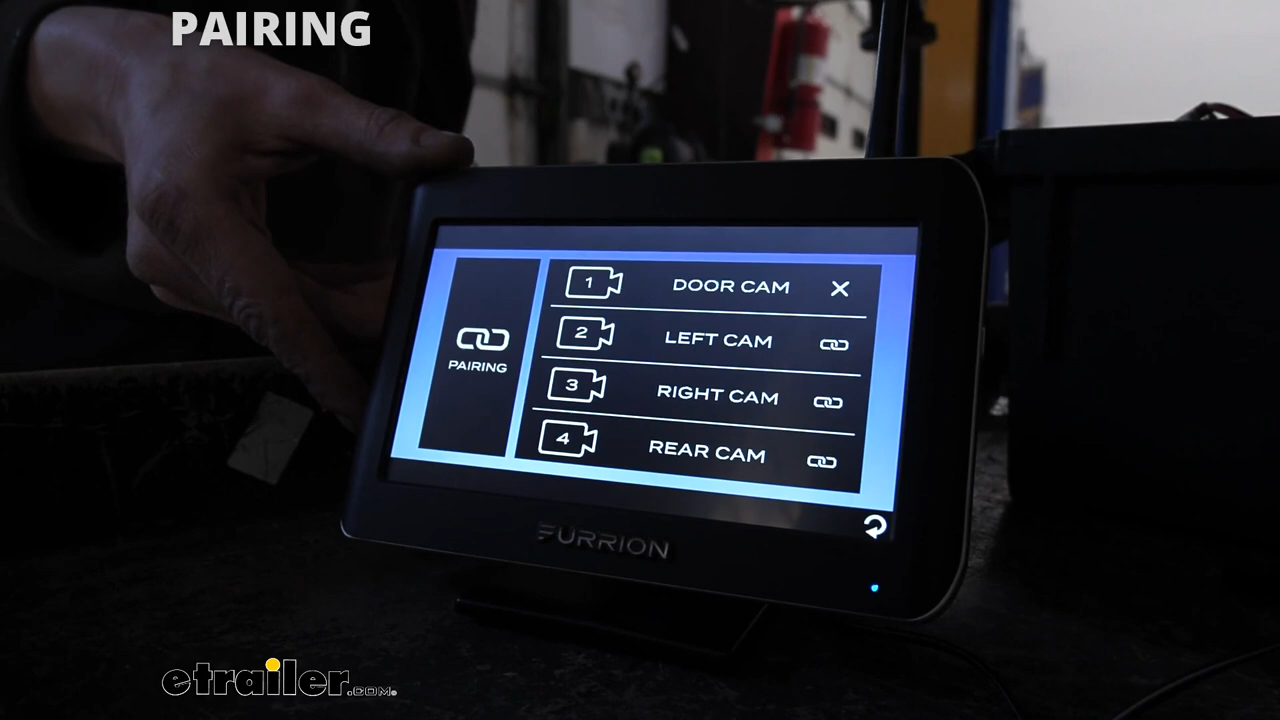 PAIRING
1 DOOR CAM X
2 LEFT CAM
PAIRING
3 RIGHT CAM
4 REAR CAM
FURRION
etrailer.COM